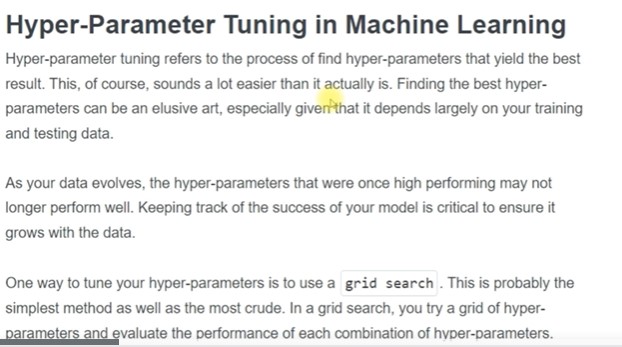 Hyper-Parameter Tuning in Machine Learning
Hyper-parameter tuning refers to the process of find hyper-parameters that yield the best
result. This, of course, sounds a lot easier than it actually is. Finding the best hyper-
parameters can be an elusive art, especially given that it depends largely on your training
and testing data.
As your data evolves, the hyper-parameters that were once high performing may not
longer perform well. Keeping track of the success of your model is critical to ensure it
grows with the data.
One way to tune your hyper-parameters is to use a grid search . This is probably the
simplest method as well as the most crude. In a grid search, you try a grid of hyper-
parameters and evaluate the performance of each combination of hyper-parameters.